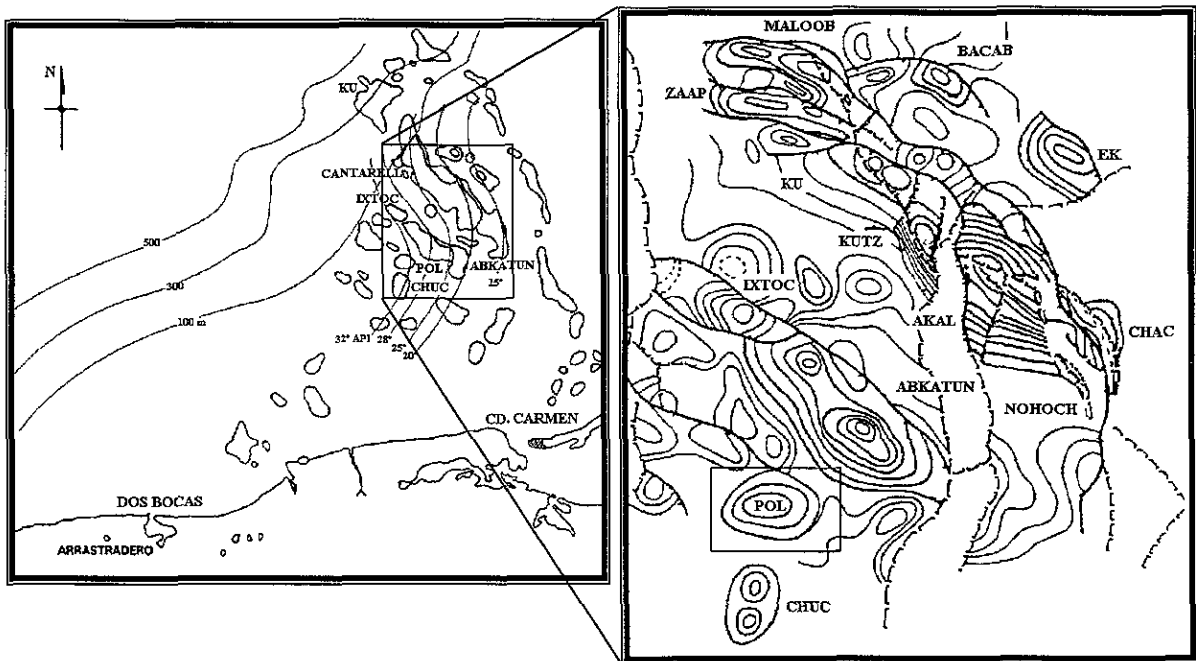 N
KU
CANTARELL
IXTOC
500
POL
ABKATUN
25°
300
CHUC
100 m
32° API 28°
25°
20°
CD. CARMEN
DOS BOCAS
ARRASTRADERO
MALOOB
BACAB
ZAAP
EK
KU
KUTZ
IXTOC
AKAL
CHAC
ABKATUN
NOHOCH
POL
CHUC